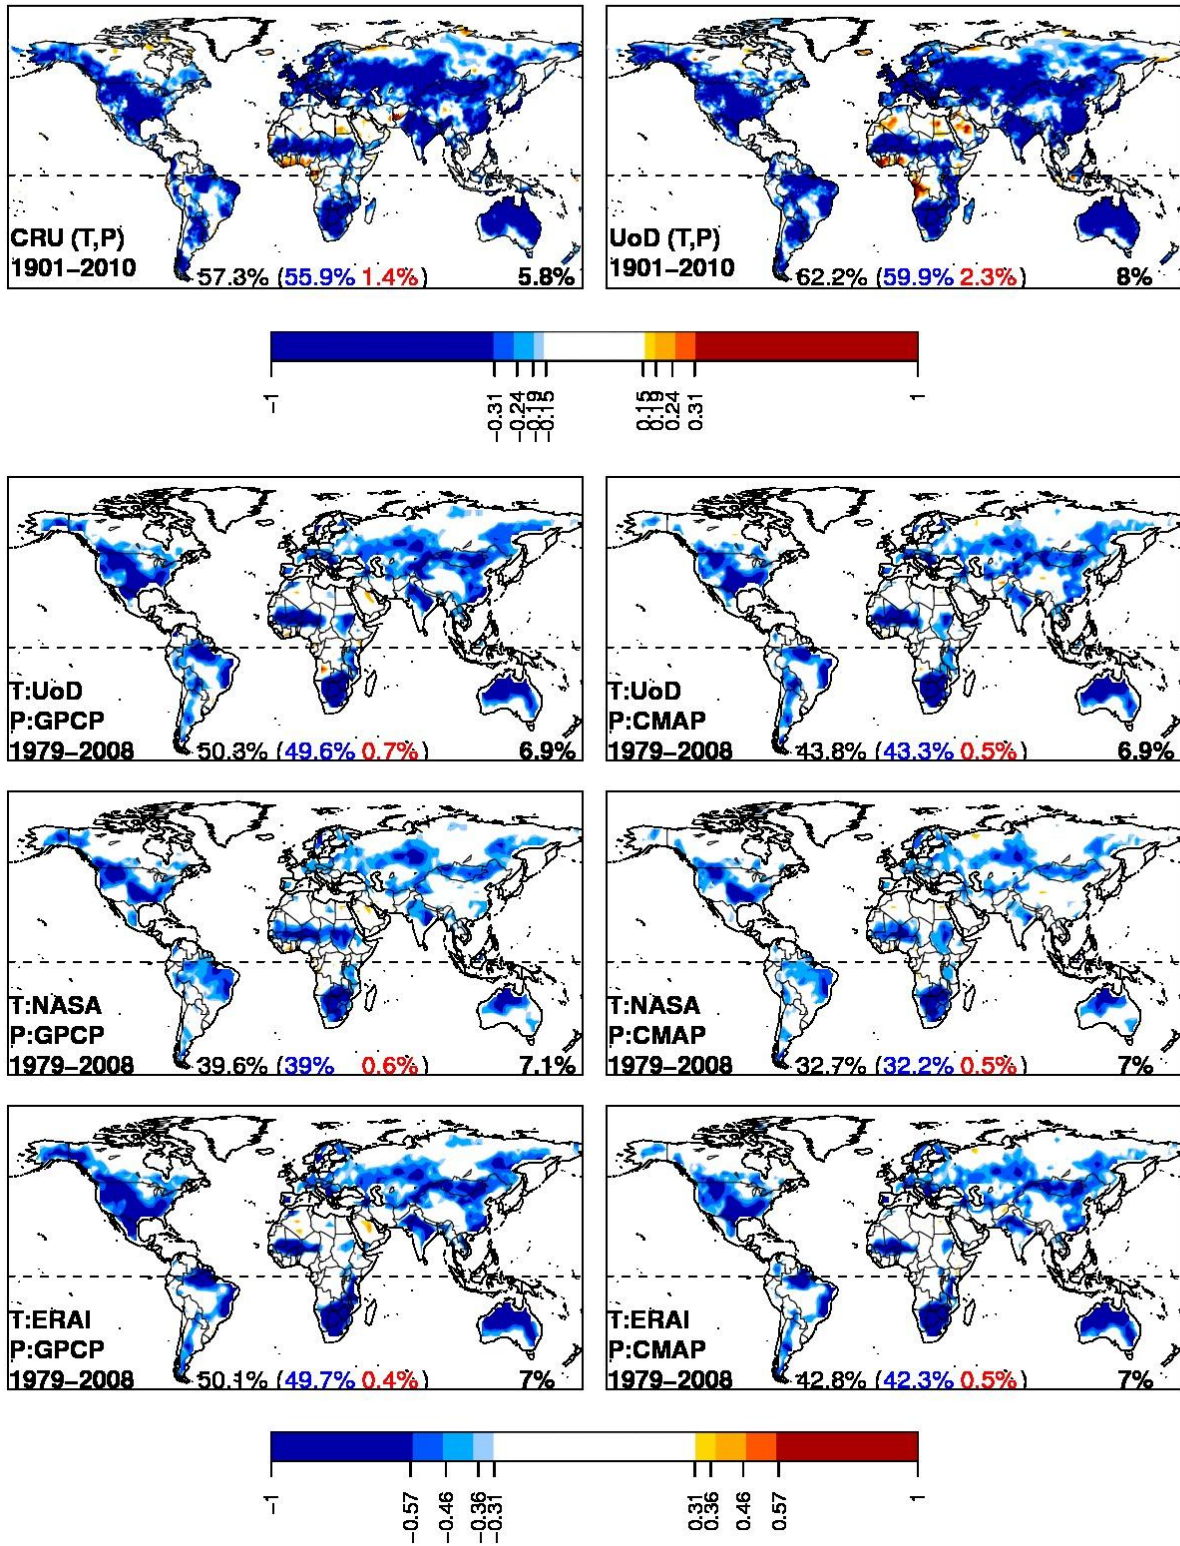 CRU (T,P)
1901−2010
57.3% (55.9% 1.4%)
5.8%
UoD (T,P)
1901−2010
62.2% (59.9% 2.3%)
8%
−1
−0.31
−0.24
−0.19
−0.15
0.15
0.19
0.24
0.31
1
T:UoD
P:GPCP
1979−2008
50.3% (49.6% 0.7%)
6.9%
T:UoD
P:CMAP
1979−2008
43.8% (43.3% 0.5%)
6.9%
T:NASA
P:GPCP
1979−2008
39.6% (39% 0.6%)
7.1%
T:NASA
P:CMAP
1979−2008
32.7% (32.2% 0.5%)
7%
T:ERAI
P:GPCP
1979−2008
50.1% (49.7% 0.4%)
7%
T:ERAI
P:CMAP
1979−2008
42.8% (42.3% 0.5%)
7%
−1
−0.57
−0.46
−0.36
−0.31
0.31
0.36
0.46
0.57
1